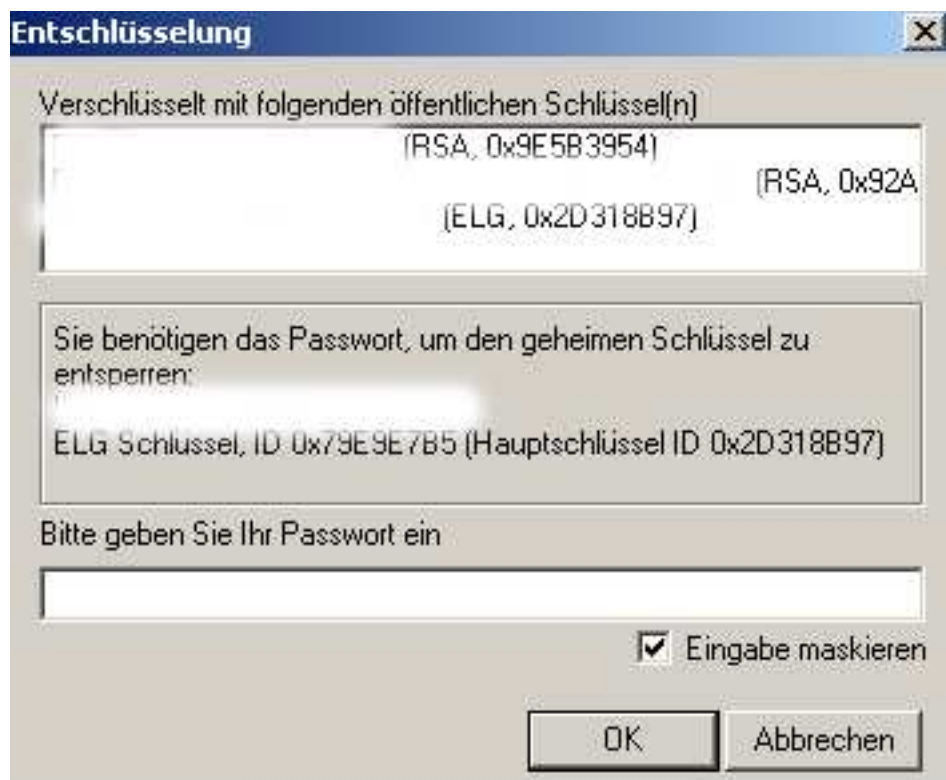 Entschlüsselung
Verschlüsselt mit folgenden öffentlichen Schlüssel(n)
(RSA, 0x9E5B3954)
(RSA, 0x92A
(ELG, 0x2D318B97)
Sie benötigen das Passwort, um den geheimen Schlüssel zu
entsperren:
ELG Schlüssel, ID 0x79E9E7B5 (Hauptschlüssel ID 0x2D318B97)
Bitte geben Sie Ihr Passwort ein
Eingabe maskieren
OK
Abbrechen